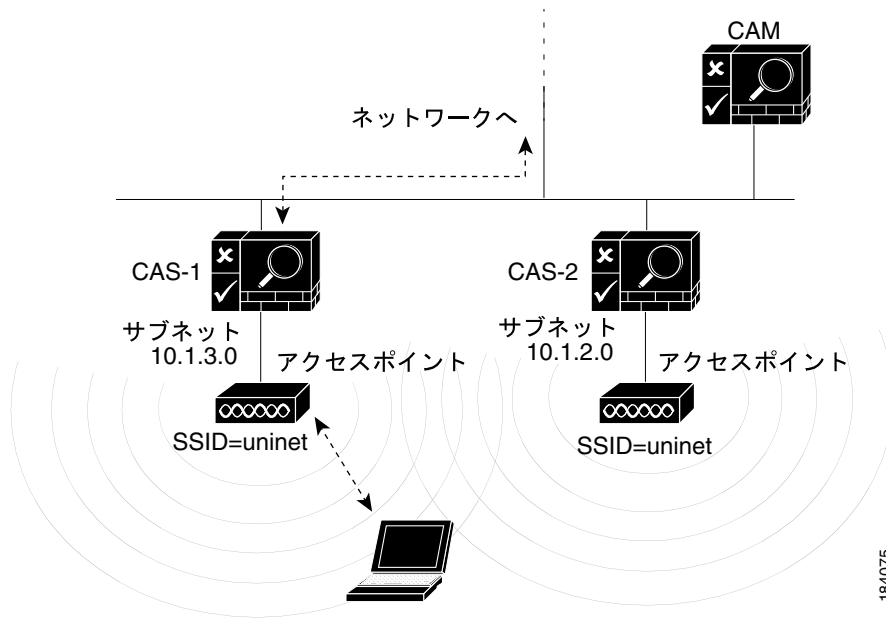 CAM
ネットワークへ
CAS-1
CAS-2
サブネット
10.1.3.0
サブネット
10.1.2.0
アクセスポイント
アクセスポイント
SSID=uninet
SSID=uninet
184075